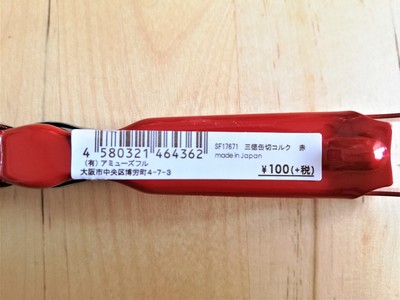 4 580321 464362
(有)アミューズフル
大阪市中央区博労町4-7-3
SF17671 三徳缶切コルク 赤
made in Japan
¥100(+税)